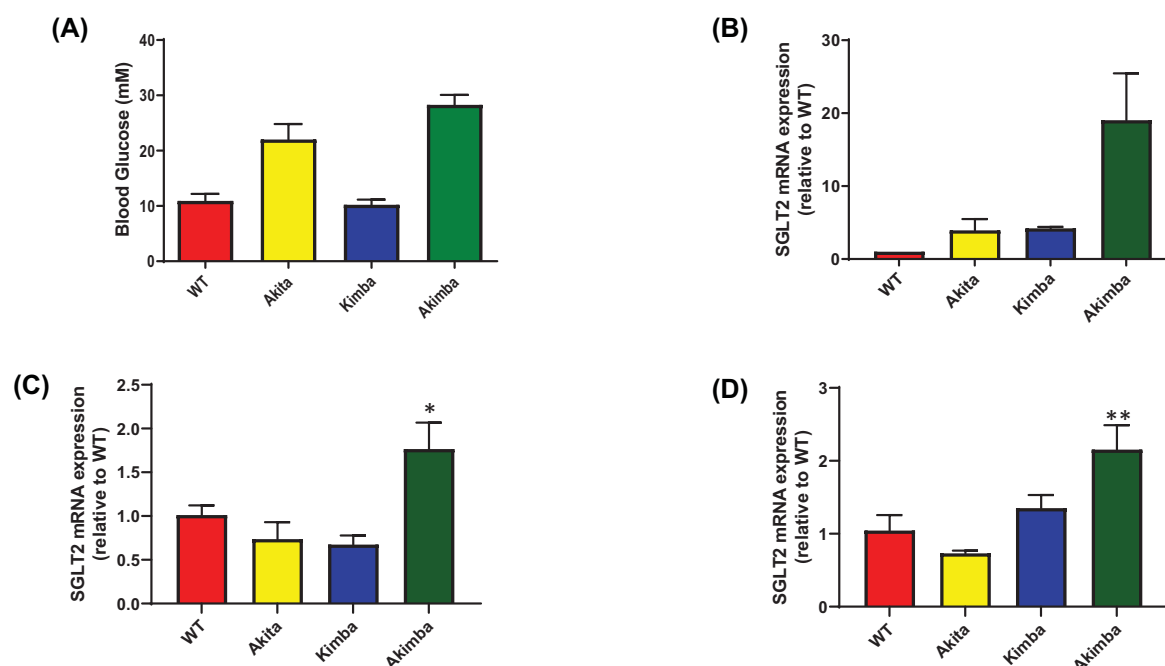 (A)
Blood Glucose (mM)
40
30
20
10
0
WT
Akita
Kimba
Akimba
(B)
SGLT2 mRNA expression
(relative to WT)
30
20
10
0
WT
Akita
Kimba
Akimba
(C)
SGLT2 mRNA expression
(relative to WT)
2.5
2.0
1.5
1.0
0.5
0.0
*
WT
Akita
Kimba
Akimba
(D)
SGLT2 mRNA expression
(relative to WT)
3
2
1
0
**
WT
Akita
Kimba
Akimba